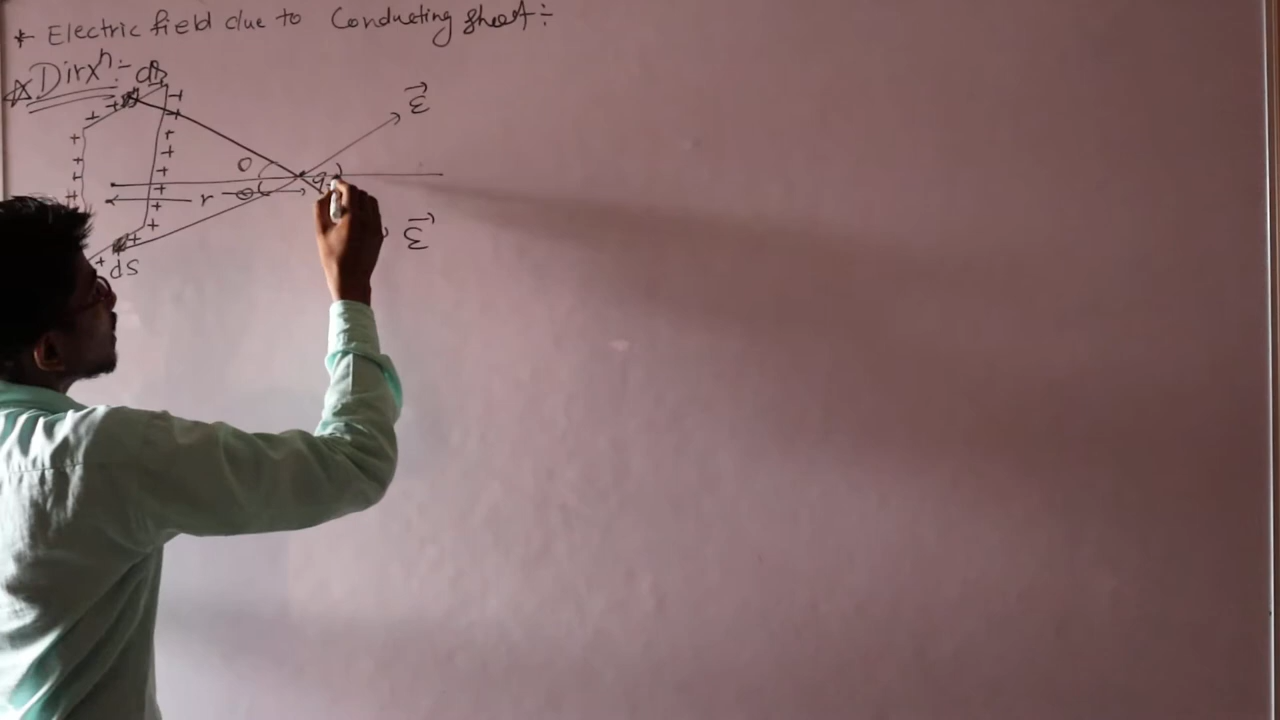 * Electric field due to Conducting sheet :-
☆ Dirxⁿ :- ds
+ + + + + + + + + + + + + + + + +
θ
r
θ
ds
E⃗
E⃗